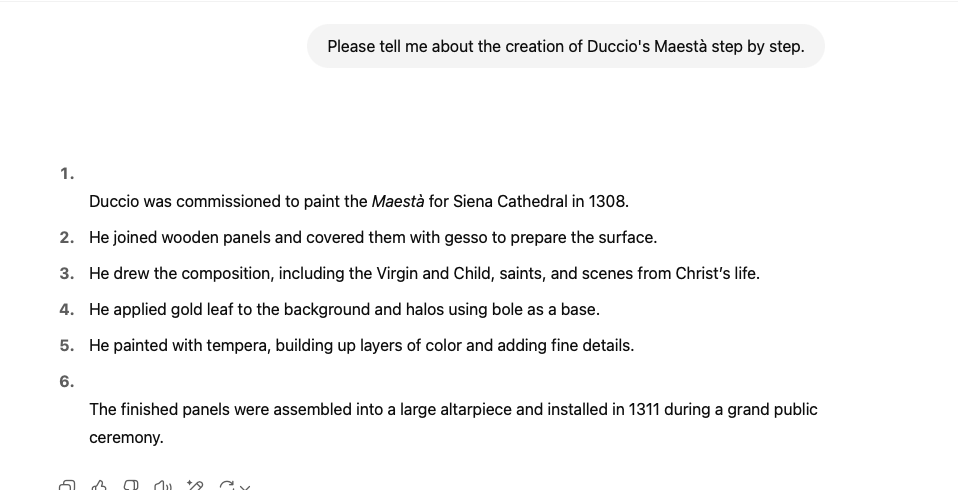 Please tell me about the creation of Duccio's Maestà step by step.
1.
Duccio was commissioned to paint the Maestà for Siena Cathedral in 1308.
2. He joined wooden panels and covered them with gesso to prepare the surface.
3. He drew the composition, including the Virgin and Child, saints, and scenes from Christ’s life.
4. He applied gold leaf to the background and halos using bole as a base.
5. He painted with tempera, building up layers of color and adding fine details.
6.
The finished panels were assembled into a large altarpiece and installed in 1311 during a grand public
ceremony.